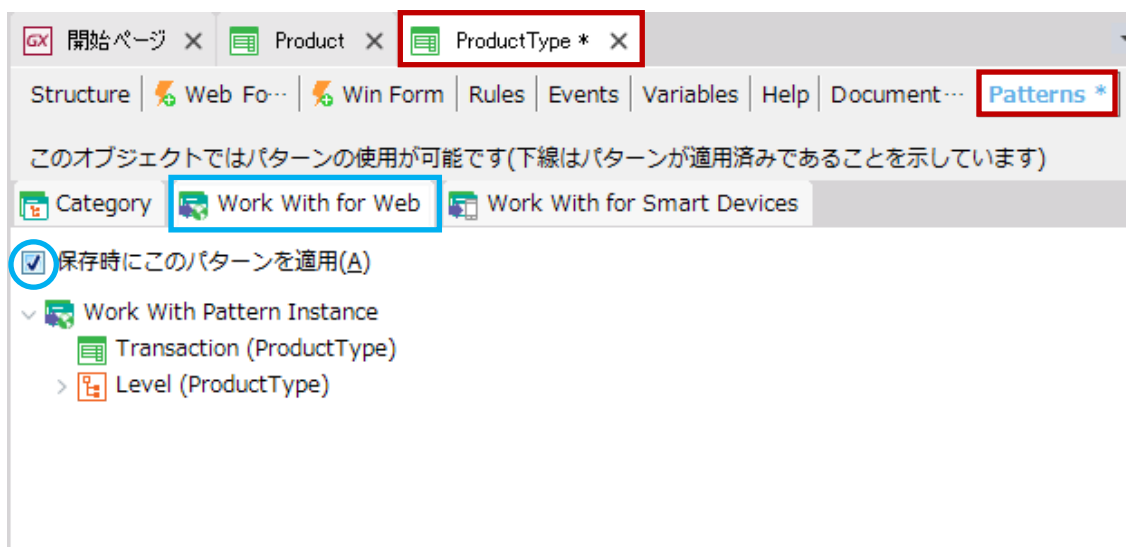 GX 開始ページ Product ProductType *
Structure Web Fo… Win Form Rules Events Variables Help Document… Patterns *
このオブジェクトではパターンの使用が可能です(下線はパターンが適用済みであることを示しています)
Category Work With for Web Work With for Smart Devices
保存時にこのパターンを適用(A)
Work With Pattern Instance
Transaction (ProductType)
Level (ProductType)